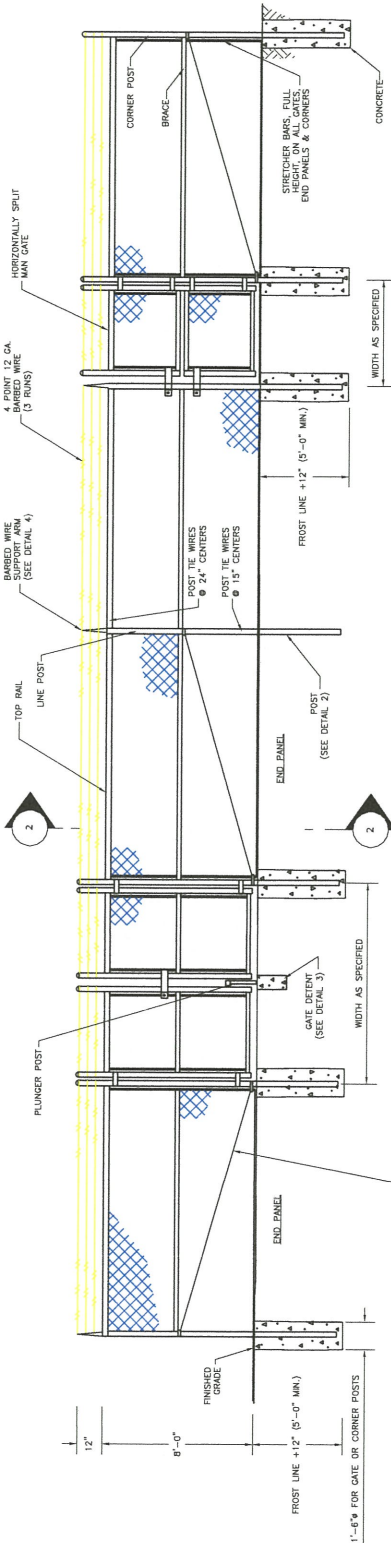 12"
8'-0"
FROST LINE +12" (5'-0" MIN.)
1'-6"ø FOR GATE OR CORNER POSTS
FINISHED
GRADE
END PANEL
PLUNGER POST
GATE DETENT
(SEE DETAIL 3)
WIDTH AS SPECIFIED
2
2
TOP RAIL
LINE POST
BARBED WIRE
SUPPORT ARM
(SEE DETAIL 4)
4 POINT 12 GA.
BARBED WIRE
(3 RUNS)
POST TIE WIRES
@ 24" CENTERS
POST TIE WIRES
@ 15" CENTERS
END PANEL
POST
(SEE DETAIL 2)
FROST LINE +12" (5'-0" MIN.)
HORIZONTALLY SPLIT
MAN GATE
WIDTH AS SPECIFIED
CORNER POST
BRACE
STRETCHER BARS, FULL
HEIGHT, ON ALL GATES,
END PANELS & CORNERS
CONCRETE